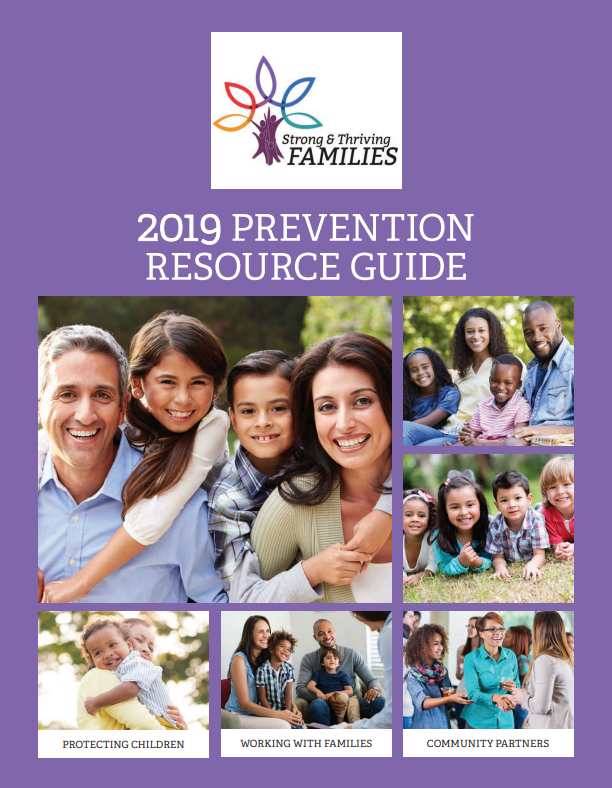 Strong & Thriving
FAMILIES
2019 PREVENTION
RESOURCE GUIDE
PROTECTING CHILDREN
WORKING WITH FAMILIES
COMMUNITY PARTNERS